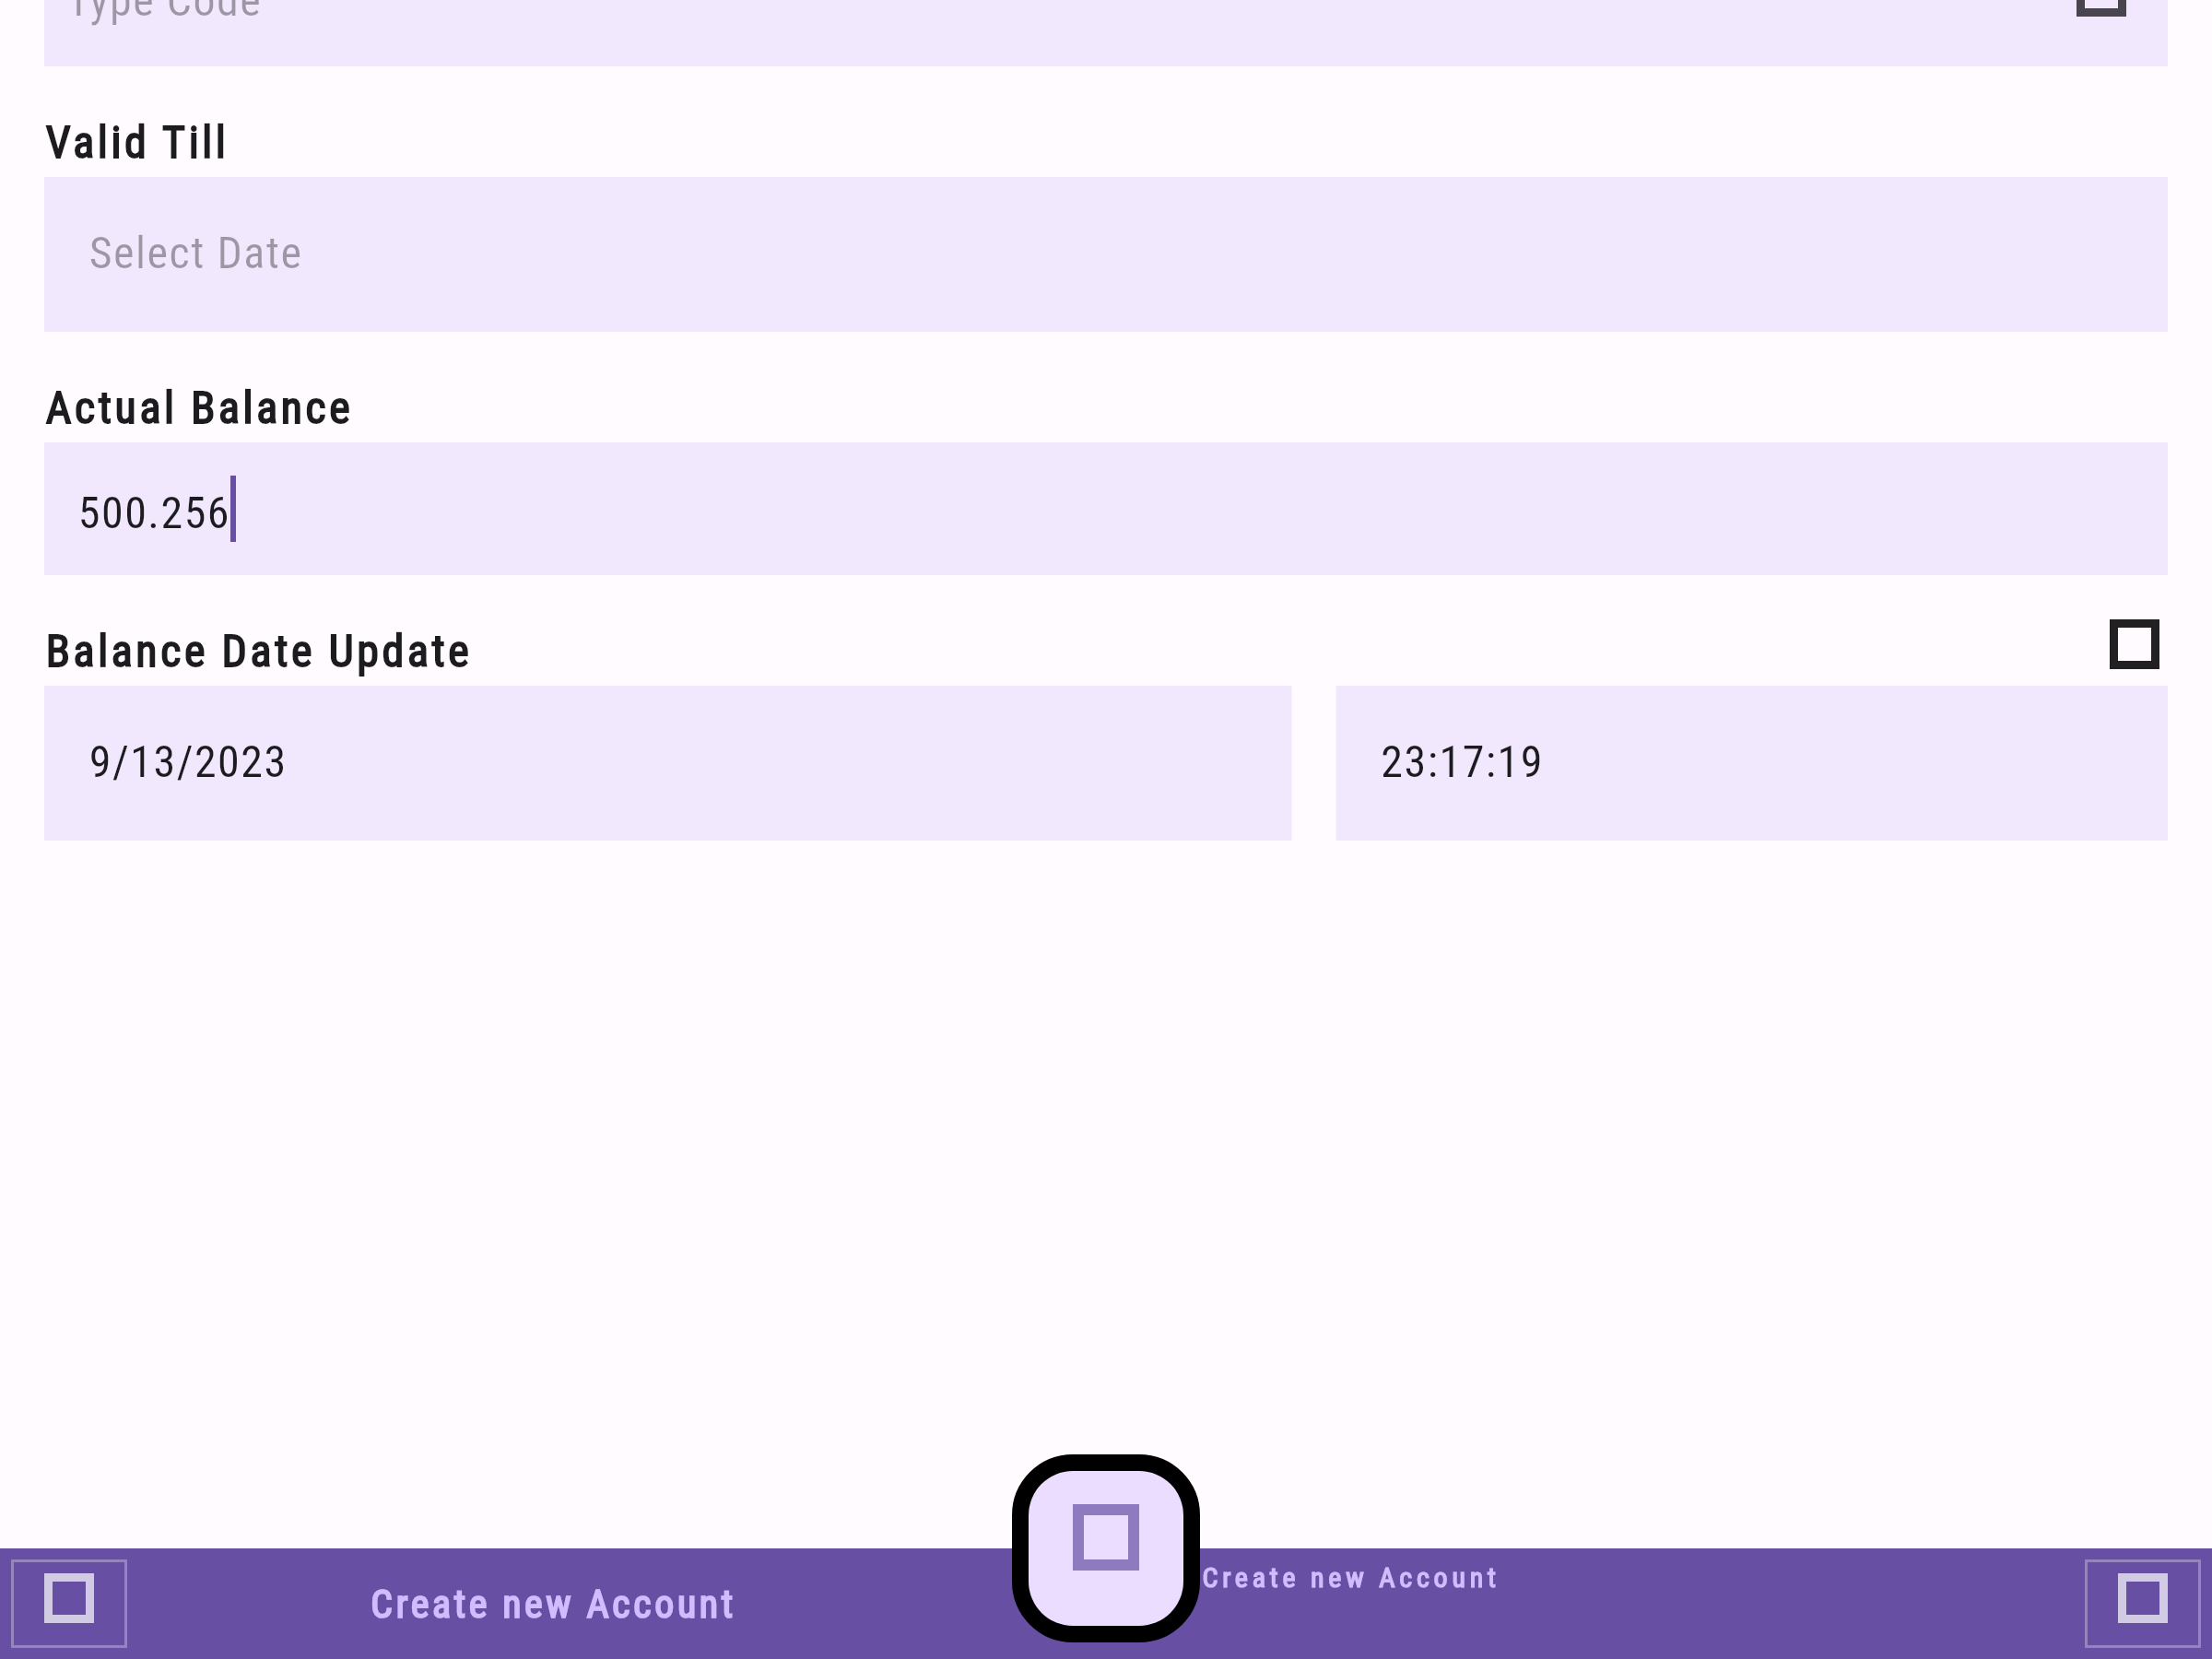 Type Code
Valid Till
Select Date
Actual Balance
500.256
Balance Date Update
9/13/2023 23:17:19
Create new Account
Create new Account